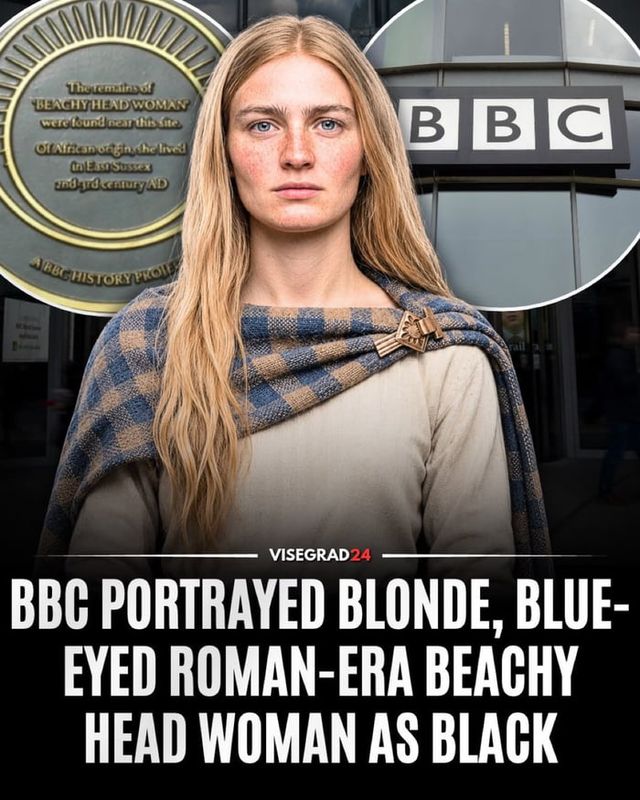 The remains of
'BEACHY HEAD WOMAN'
were found near this site.
Of African origin, she lived
in East Sussex
2nd-3rd century AD
A BBC HISTORY PROJE
BBC
VISEGRAD24
BBC PORTRAYED BLONDE, BLUE-
EYED ROMAN-ERA BEACHY
HEAD WOMAN AS BLACK